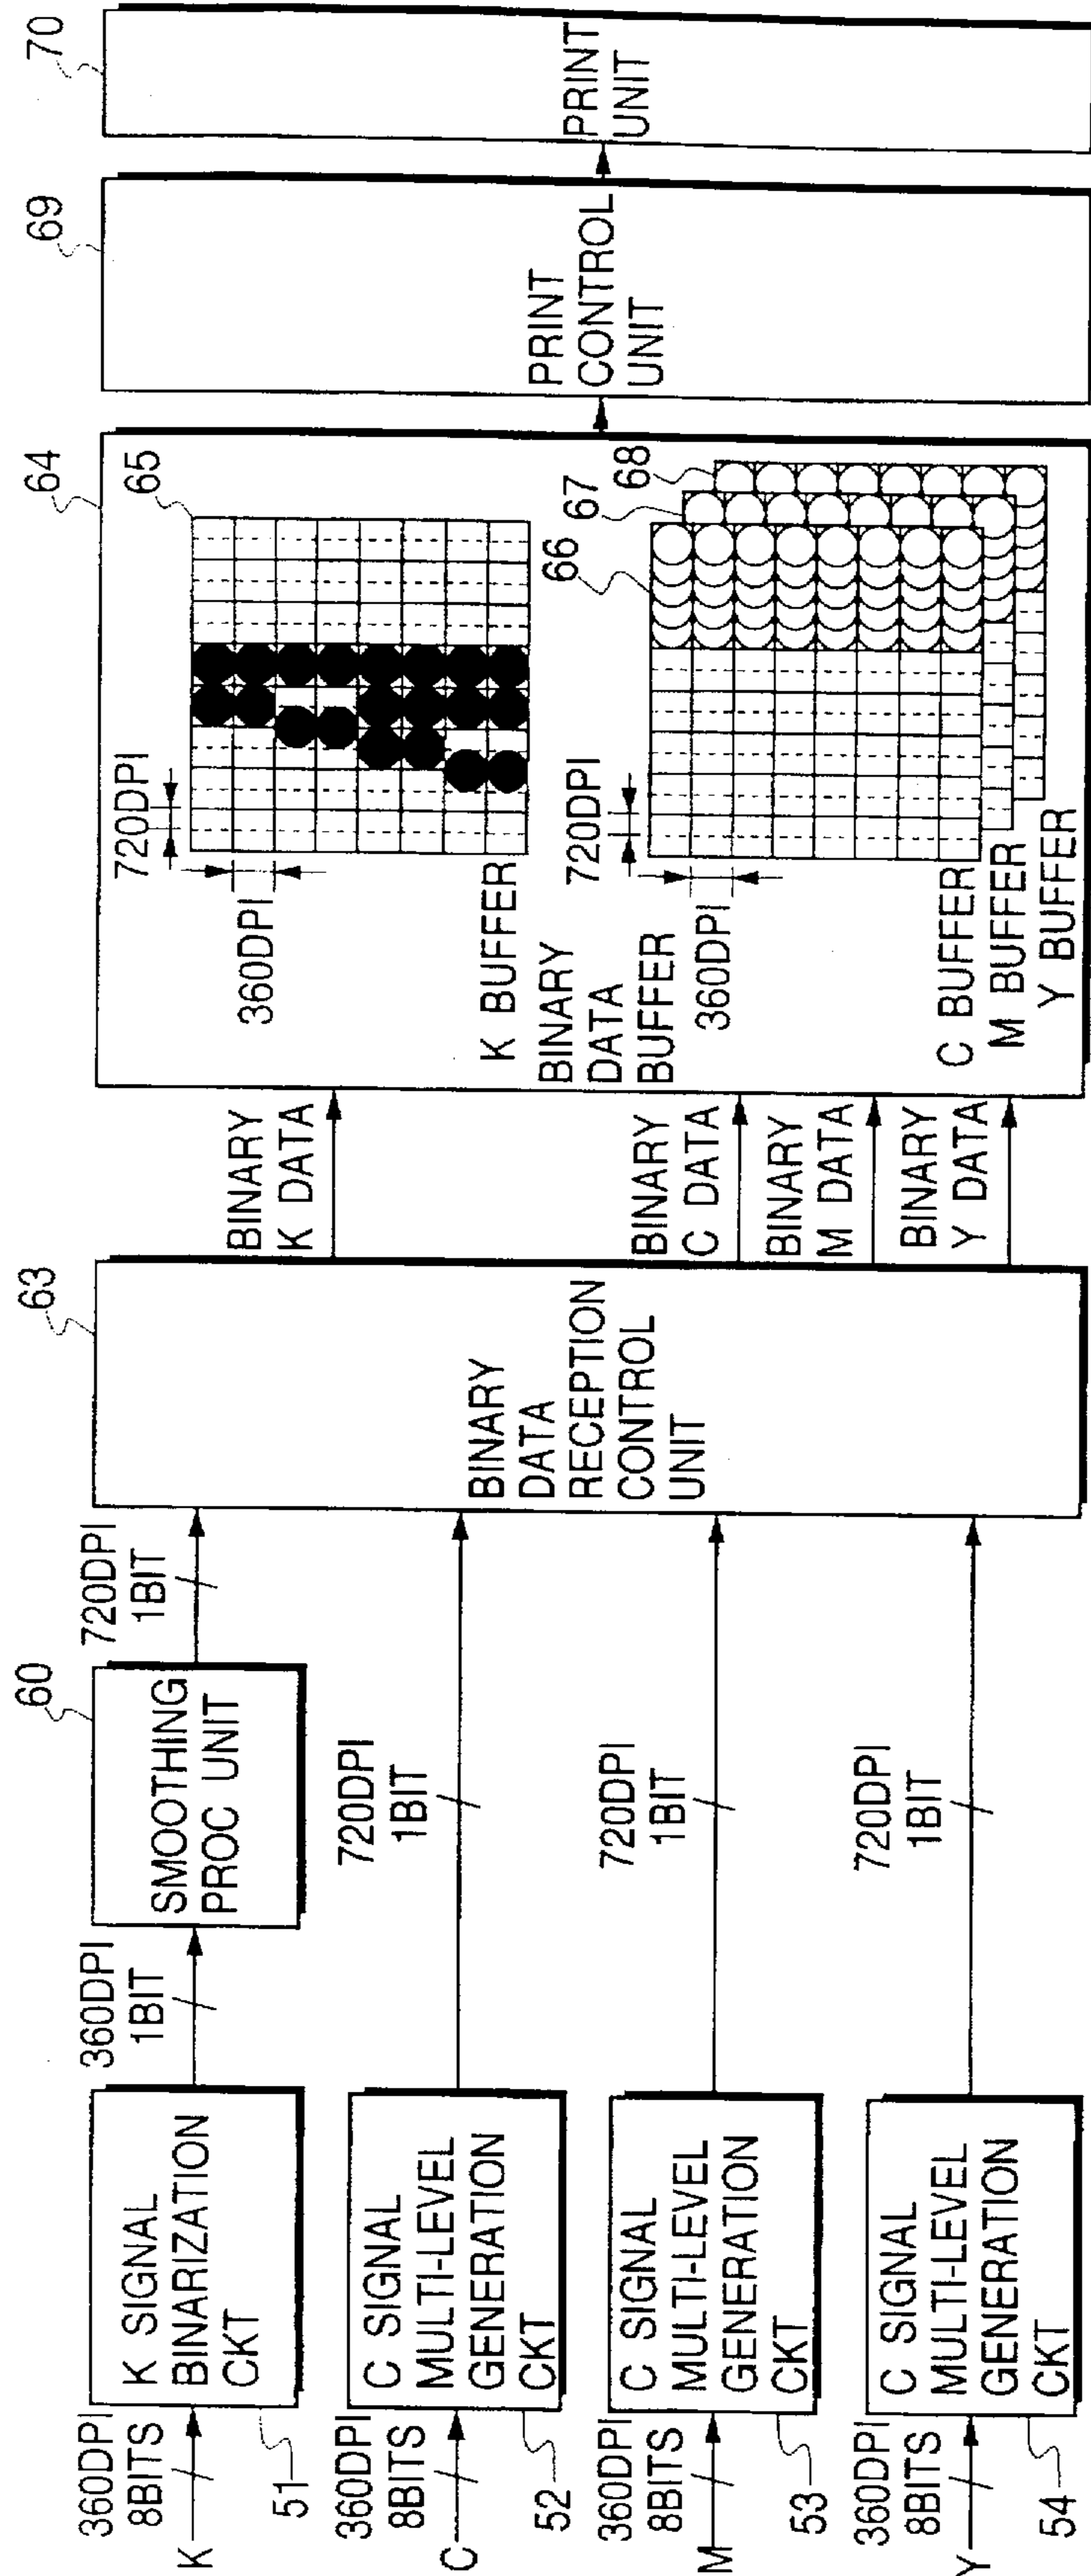 K
360DPI
8BITS
51
K SIGNAL
BINARIZATION
CKT
360DPI
1BIT
60
SMOOTHING
PROC UNIT
720DPI
1BIT
C
360DPI
8BITS
52
C SIGNAL
MULTI-LEVEL
GENERATION
CKT
720DPI
1BIT
M
360DPI
8BITS
53
C SIGNAL
MULTI-LEVEL
GENERATION
CKT
720DPI
1BIT
Y
360DPI
8BITS
54
C SIGNAL
MULTI-LEVEL
GENERATION
CKT
720DPI
1BIT
63
BINARY
DATA
RECEPTION
CONTROL
UNIT
BINARY
K DATA
BINARY
C DATA
BINARY
M DATA
BINARY
Y DATA
64
720DPI
65
360DPI
K BUFFER
BINARY
DATA
BUFFER
720DPI
66
67
68
360DPI
C BUFFER
M BUFFER
Y BUFFER
69
PRINT
CONTROL
UNIT
70
PRINT
UNIT